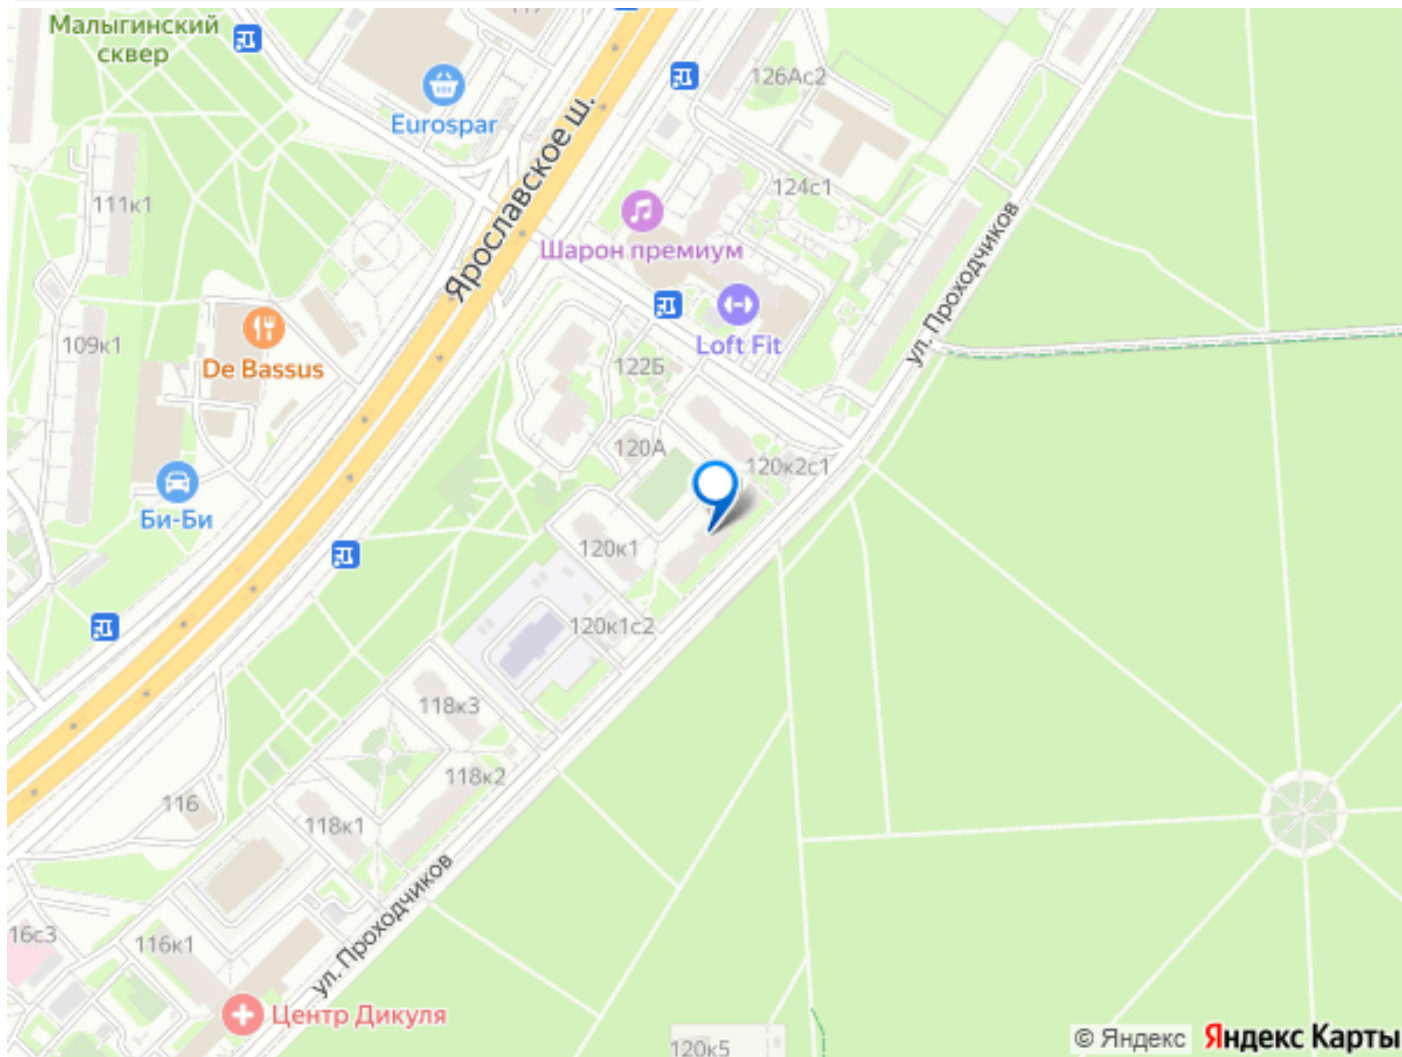 Малыгинский
сквер
Eurospar
126Ас2
Ярославское ш.
111к1
124с1
Шарон премиум
ул. Проходчиков
109к1
De Bassus
Loft Fit
122Б
120А
120к2с1
Би-Би
120к1
120к1с2
118к3
118к2
116
118к1
ул. Проходчиков
16с3
116к1
Центр Дикуля
120к5
© Яндекс Яндекс Карты